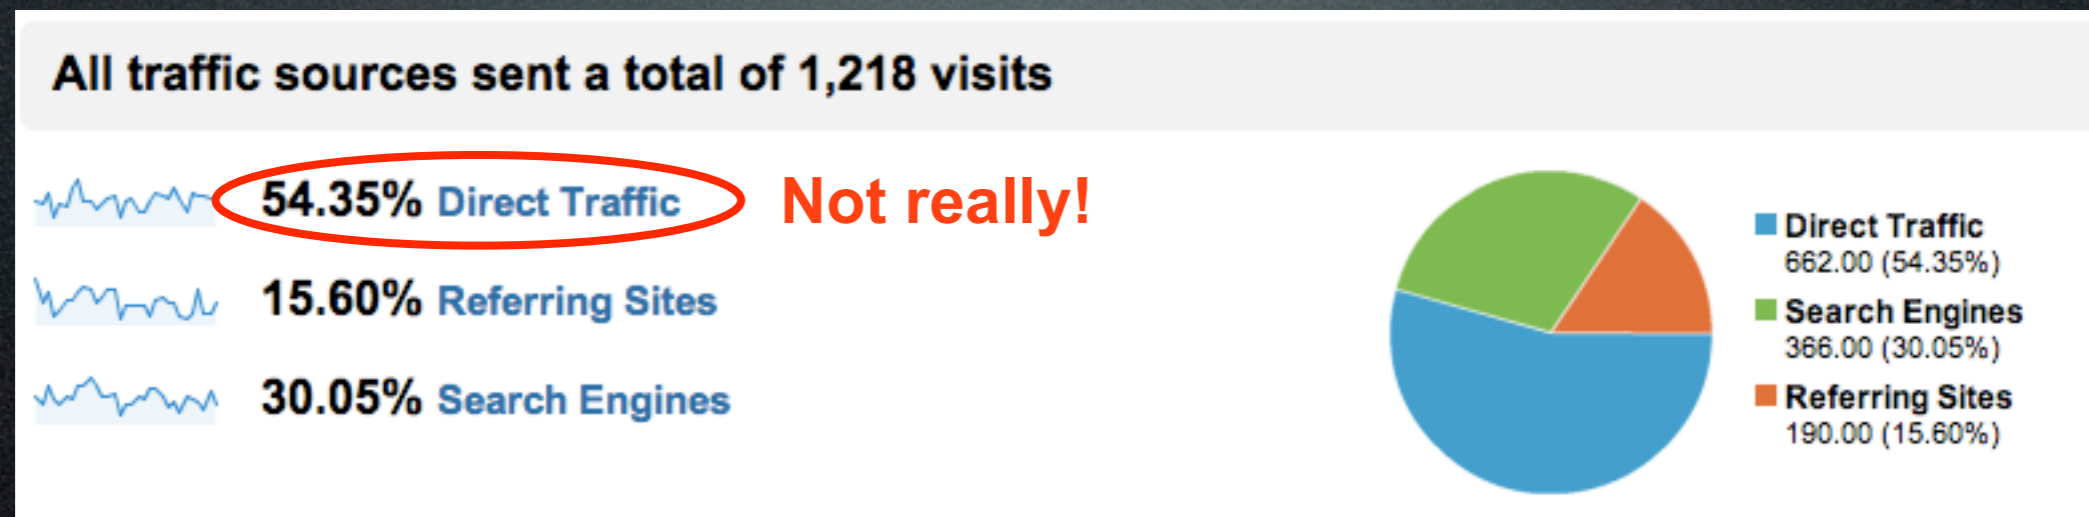 All traffic sources sent a total of 1,218 visits
54.35% Direct Traffic
Not really!
15.60% Referring Sites
30.05% Search Engines
Direct Traffic
662.00 (54.35%)
Search Engines
366.00 (30.05%)
Referring Sites
190.00 (15.60%)